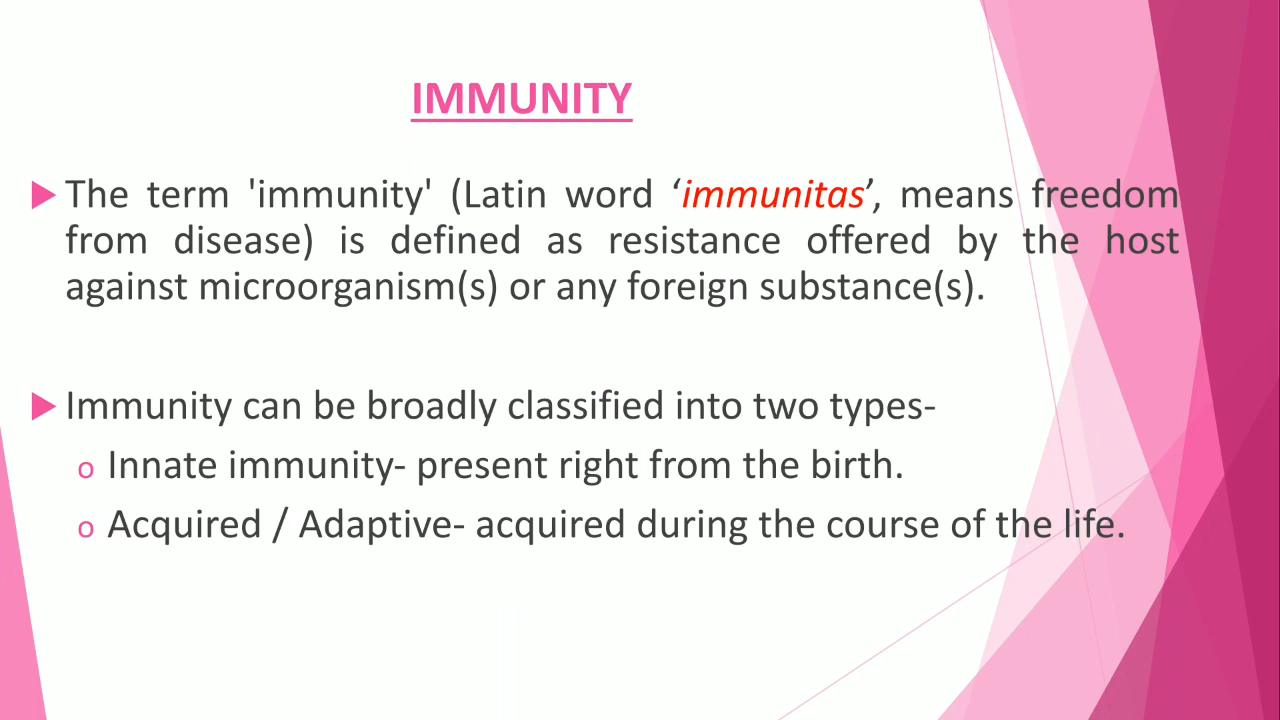 IMMUNITY
The term 'immunity' (Latin word ‘immunitas’, means freedom
from disease) is defined as resistance offered by the host
against microorganism(s) or any foreign substance(s).
Immunity can be broadly classified into two types-
o Innate immunity- present right from the birth.
o Acquired / Adaptive- acquired during the course of the life.